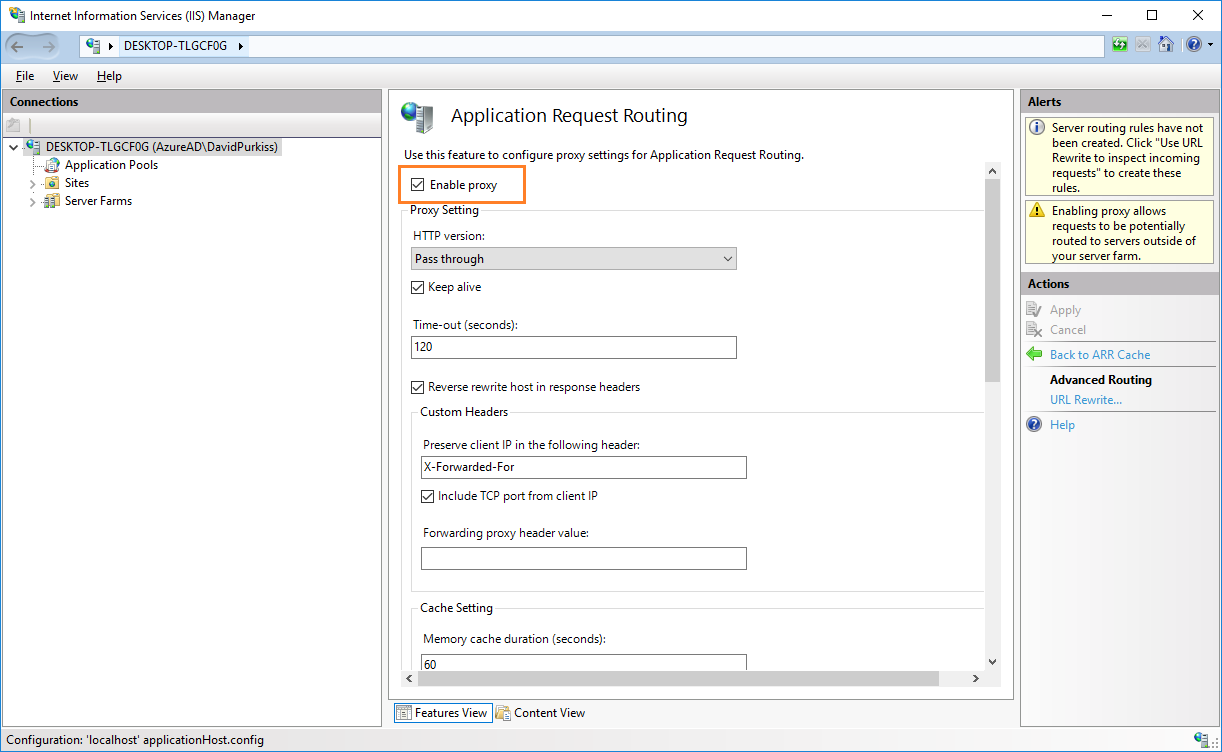 Internet Information Services (IIS) Manager
DESKTOP-TLGCF0G
File View Help
Connections
DESKTOP-TLGCF0G (AzureAD\DavidPurkiss)
Application Pools
Sites
Server Farms
Application Request Routing
Use this feature to configure proxy settings for Application Request Routing.
Enable proxy
Proxy Setting
HTTP version:
Pass through
Keep alive
Time-out (seconds):
120
Reverse rewrite host in response headers
Custom Headers
Preserve client IP in the following header:
X-Forwarded-For
Include TCP port from client IP
Forwarding proxy header value:
Cache Setting
Memory cache duration (seconds):
60
Features View
Content View
Alerts
Server routing rules have not
been created. Click "Use URL
Rewrite to inspect incoming
requests" to create these
rules.
Enabling proxy allows
requests to be potentially
routed to servers outside of
your server farm.
Actions
Apply
Cancel
Back to ARR Cache
Advanced Routing
URL Rewrite...
Help
Configuration: 'localhost' applicationHost.config